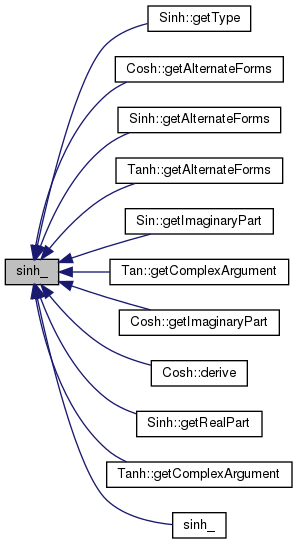 Sinh::getType
Cosh::getAlternateForms
Sinh::getAlternateForms
Tanh::getAlternateForms
Sin::getImaginaryPart
sinh_
Tan::getComplexArgument
Cosh::getImaginaryPart
Cosh::derive
Sinh::getRealPart
Tanh::getComplexArgument
sinh_